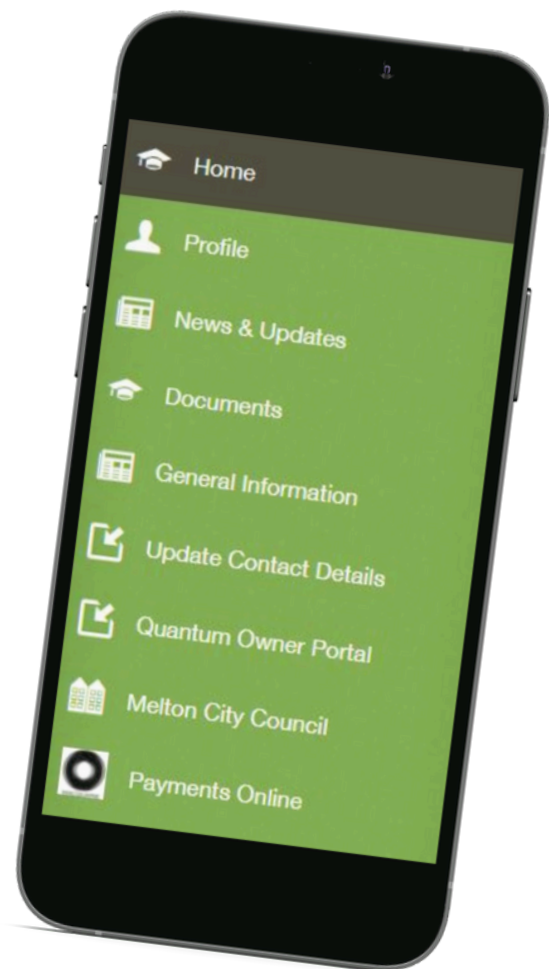 Home
Profile
News & Updates
Documents
General Information
Update Contact Details
Quantum Owner Portal
Melton City Council
Payments Online